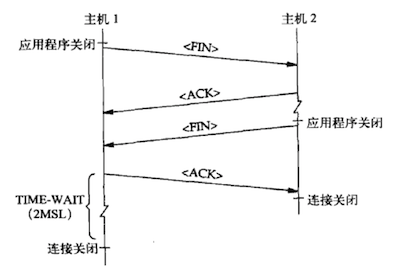 主机 1
主机 2
应用程序关闭
<FIN>
<ACK>
<FIN>
应用程序关闭
<ACK>
TIME-WAIT
（2MSL）
连接关闭
连接关闭